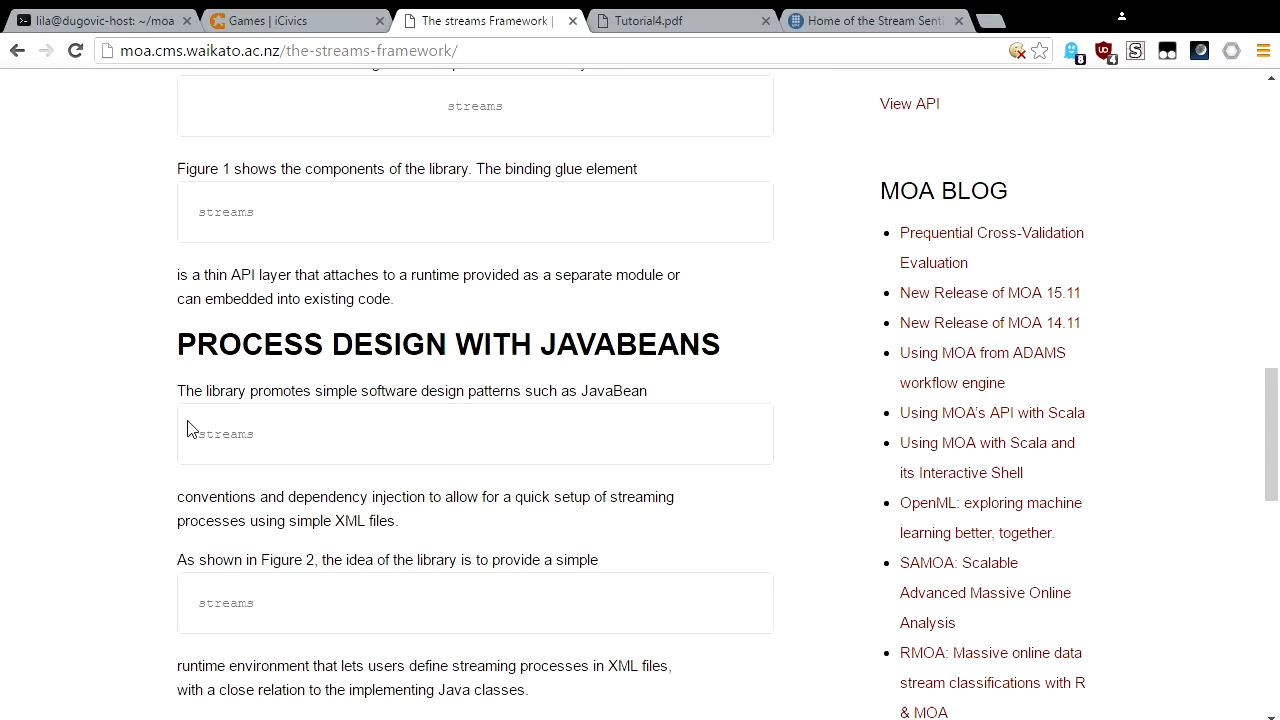 lila@dugovic-host: ~/moa
Games | iCivics
The streams Framework |
Tutorial4.pdf
Home of the Stream Senti
moa.cms.waikato.ac.nz/the-streams-framework/
8
4
streams
Figure 1 shows the components of the library. The binding glue element
streams
is a thin API layer that attaches to a runtime provided as a separate module or
can embedded into existing code.
PROCESS DESIGN WITH JAVABEANS
The library promotes simple software design patterns such as JavaBean
streams
conventions and dependency injection to allow for a quick setup of streaming
processes using simple XML files.
As shown in Figure 2, the idea of the library is to provide a simple
streams
runtime environment that lets users define streaming processes in XML files,
with a close relation to the implementing Java classes.
View API
MOA BLOG
Prequential Cross-Validation
Evaluation
New Release of MOA 15.11
New Release of MOA 14.11
Using MOA from ADAMS
workflow engine
Using MOA's API with Scala
Using MOA with Scala and
its Interactive Shell
OpenML: exploring machine
learning better, together.
SAMOA: Scalable
Advanced Massive Online
Analysis
RMOA: Massive online data
stream classifications with R
& MOA